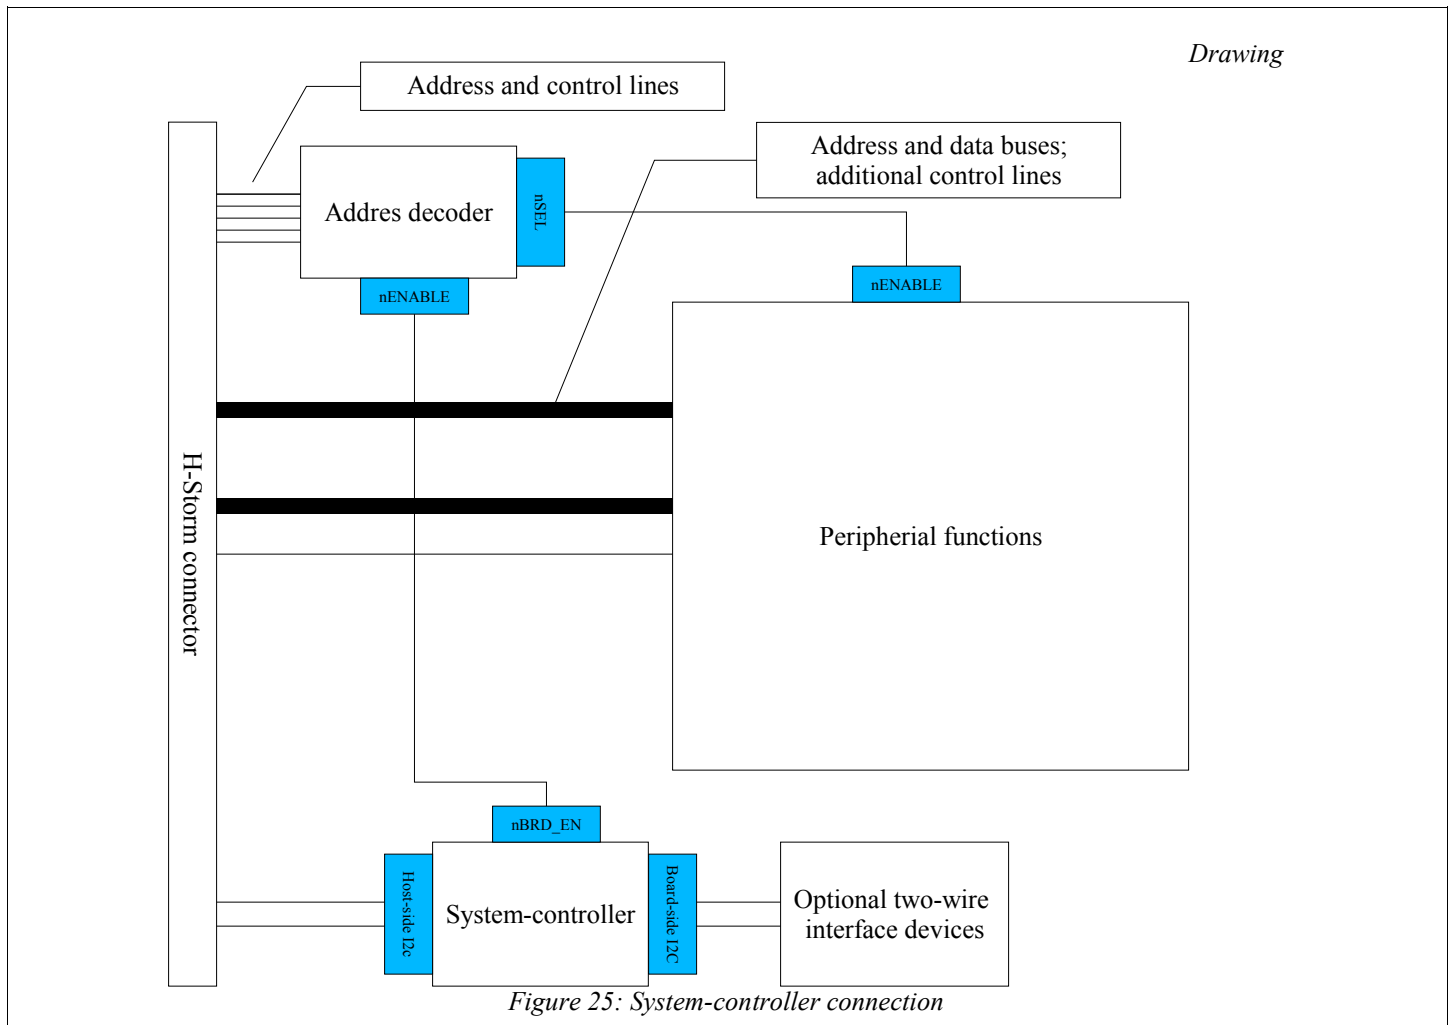 Drawing
Address and control lines
Address and data buses;
additional control lines
Addres decoder
nSEL
nENABLE
nENABLE
H-Storm connector
Peripherial functions
nBRD_EN
Host-side I2c
System-controller
Board-side I2C
Optional two-wire
interface devices
Figure 25: System-controller connection